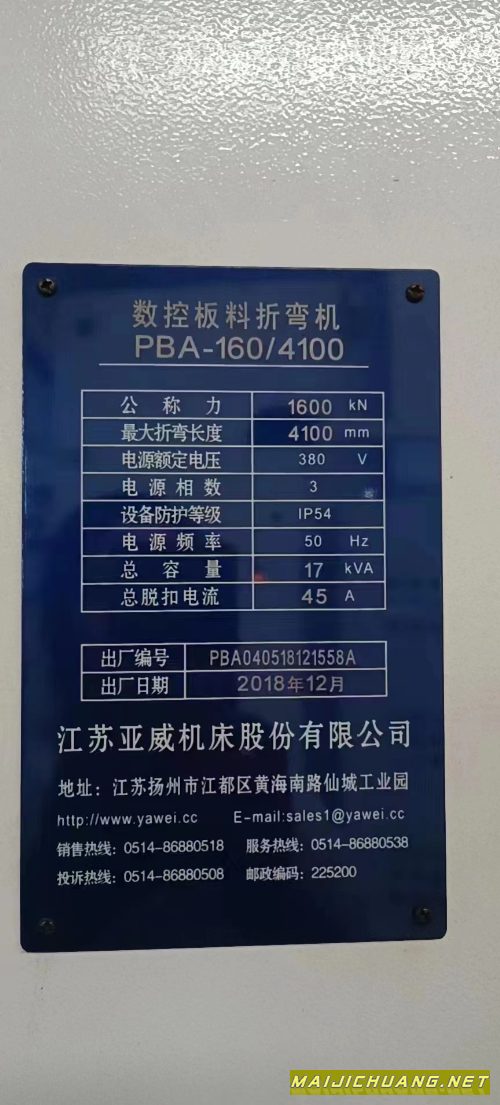 数控板料折弯机
PBA-160/4100
公称力 1600 kN
最大折弯长度 4100 mm
电源额定电压 380 V
电源相数 3
设备防护等级 IP54
电源频率 50 Hz
总容量 17 kVA
总脱扣电流 45 A
出厂编号 PBA040518121558A
出厂日期 2018年12月
江苏亚威机床股份有限公司
地址：江苏扬州市江都区黄海南路仙城工业园
http://www.yawei.cc E-mail:sales1@yawei.cc
销售热线：0514-86880518 服务热线：0514-86880538
投诉热线：0514-86880508 邮政编码：225200
MAIJICHUANG.NET